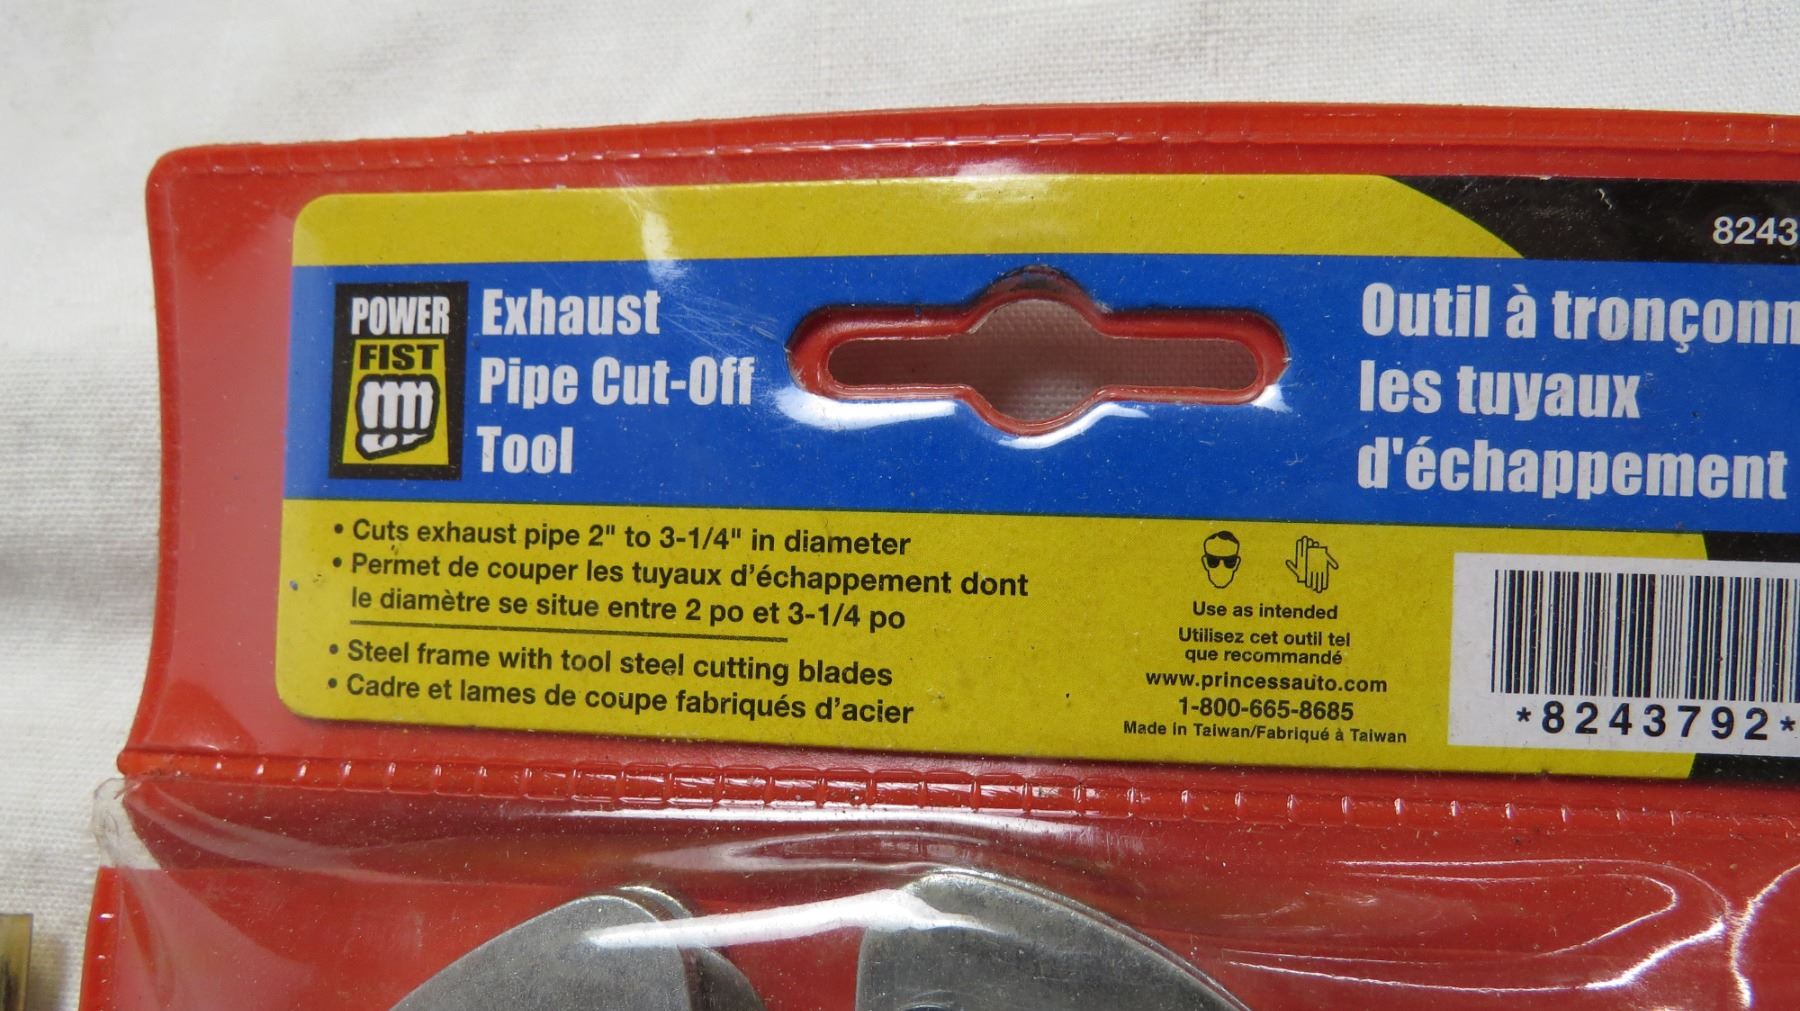 8243
POWER
FIST
Exhaust
Pipe Cut-Off
Tool
Outil à tronçonn
les tuyaux
d'échappement
• Cuts exhaust pipe 2" to 3-1/4" in diameter
• Permet de couper les tuyaux d’échappement dont
le diamètre se situe entre 2 po et 3-1/4 po
• Steel frame with tool steel cutting blades
• Cadre et lames de coupe fabriqués d’acier
Use as intended
Utilisez cet outil tel
que recommandé
www.princessauto.com
1-800-665-8685
Made in Taiwan/Fabriqué à Taiwan
*8243792*